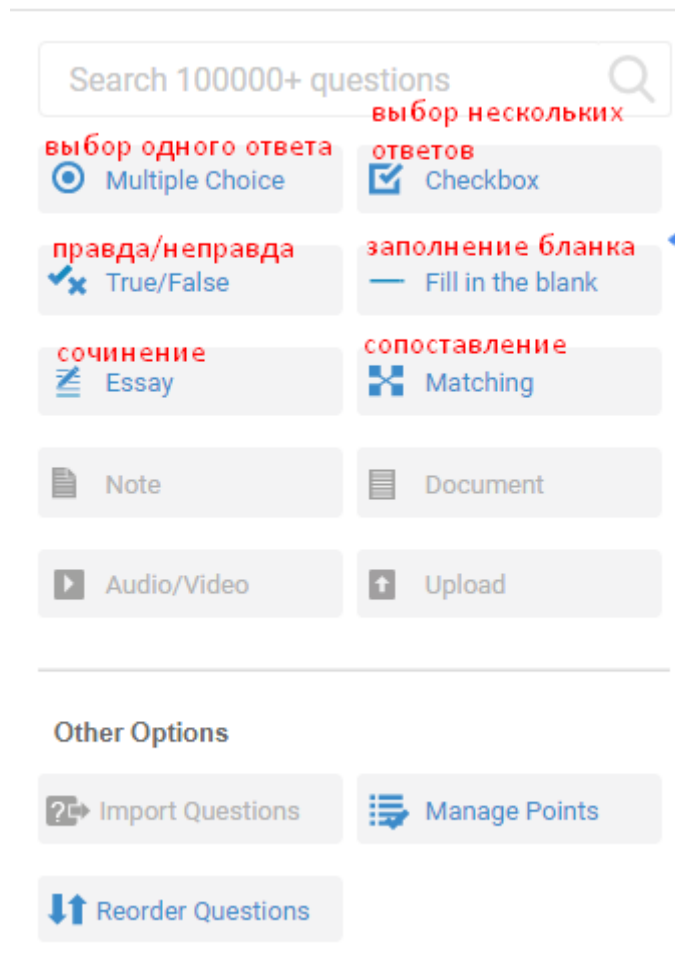 Search 100000+ questions
выбор одного ответа
выбор нескольких
ответов
Multiple Choice
Checkbox
правда/неправда
заполнение бланка
True/False
Fill in the blank
сочинение
сопоставление
Essay
Matching
Note
Document
Audio/Video
Upload
Other Options
Import Questions
Manage Points
Reorder Questions